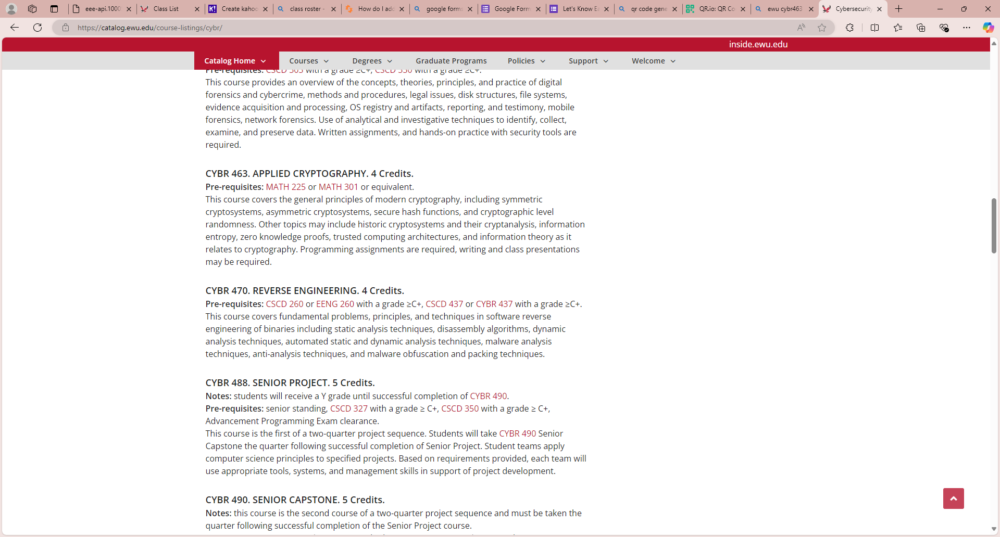 eee-api.1000
Class List
Create kahoo
class roster -
How do I add
google forms
Google Form
Let's Know Ea
qr code gene
QR.io: QR Co
ewu cybr463
Cybersecurity
https://catalog.ewu.edu/course-listings/cybr/
inside.ewu.edu
Catalog Home Courses Degrees Graduate Programs Policies Support Welcome
Pre-requisites: CSCD 303 with a grade ≥C+, CSCD 330 with a grade ≥C+.
This course provides an overview of the concepts, theories, principles, and practice of digital
forensics and cybercrime, methods and procedures, legal issues, disk structures, file systems,
evidence acquisition and processing, OS registry and artifacts, reporting, and testimony, mobile
forensics, network forensics. Use of analytical and investigative techniques to identify, collect,
examine, and preserve data. Written assignments, and hands-on practice with security tools are
required.
CYBR 463. APPLIED CRYPTOGRAPHY. 4 Credits.
Pre-requisites: MATH 225 or MATH 301 or equivalent.
This course covers the general principles of modern cryptography, including symmetric
cryptosystems, asymmetric cryptosystems, secure hash functions, and cryptographic level
randomness. Other topics may include historic cryptosystems and their cryptanalysis, information
entropy, zero knowledge proofs, trusted computing architectures, and information theory as it
relates to cryptography. Programming assignments are required, writing and class presentations
may be required.
CYBR 470. REVERSE ENGINEERING. 4 Credits.
Pre-requisites: CSCD 260 or EENG 260 with a grade ≥C+, CSCD 437 or CYBR 437 with a grade ≥C+.
This course covers fundamental problems, principles, and techniques in software reverse
engineering of binaries including static analysis techniques, disassembly algorithms, dynamic
analysis techniques, automated static and dynamic analysis techniques, malware analysis
techniques, anti-analysis techniques, and malware obfuscation and packing techniques.
CYBR 488. SENIOR PROJECT. 5 Credits.
Notes: students will receive a Y grade until successful completion of CYBR 490.
Pre-requisites: senior standing, CSCD 327 with a grade ≥ C+, CSCD 350 with a grade ≥ C+,
Advancement Programming Exam clearance.
This course is the first of a two-quarter project sequence. Students will take CYBR 490 Senior
Capstone the quarter following successful completion of Senior Project. Student teams apply
computer science principles to specified projects. Based on requirements provided, each team will
use appropriate tools, systems, and management skills in support of project development.
CYBR 490. SENIOR CAPSTONE. 5 Credits.
Notes: this course is the second course of a two-quarter project sequence and must be taken the
quarter following successful completion of the Senior Project course.